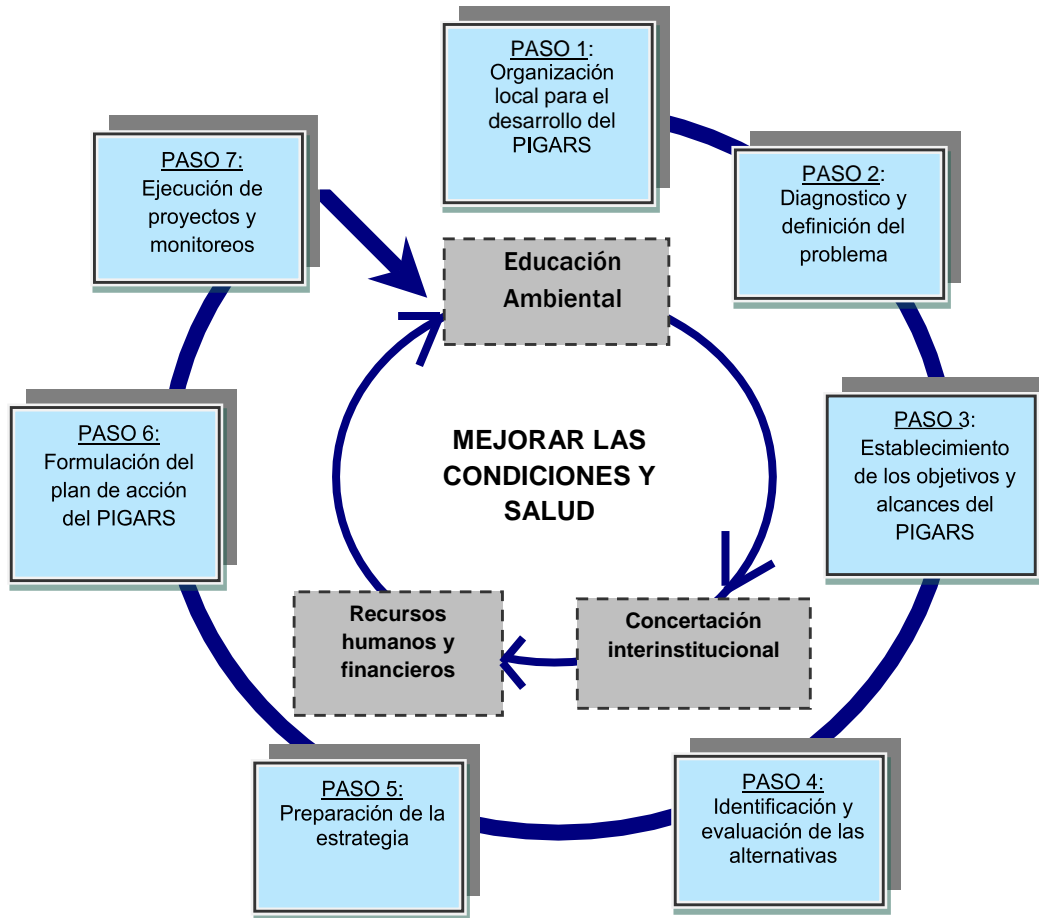 PASO 1:
Organización
local para el
desarrollo del
PIGARS
PASO 2:
Diagnostico y
definición del
problema
PASO 3:
Establecimiento
de los objetivos y
alcances del
PIGARS
PASO 4:
Identificación y
evaluación de las
alternativas
PASO 5:
Preparación de la
estrategia
PASO 6:
Formulación del
plan de acción
del PIGARS
PASO 7:
Ejecución de
proyectos y
monitoreos
Educación
Ambiental
MEJORAR LAS
CONDICIONES Y
SALUD
Concertación
interinstitucional
Recursos
humanos y
financieros